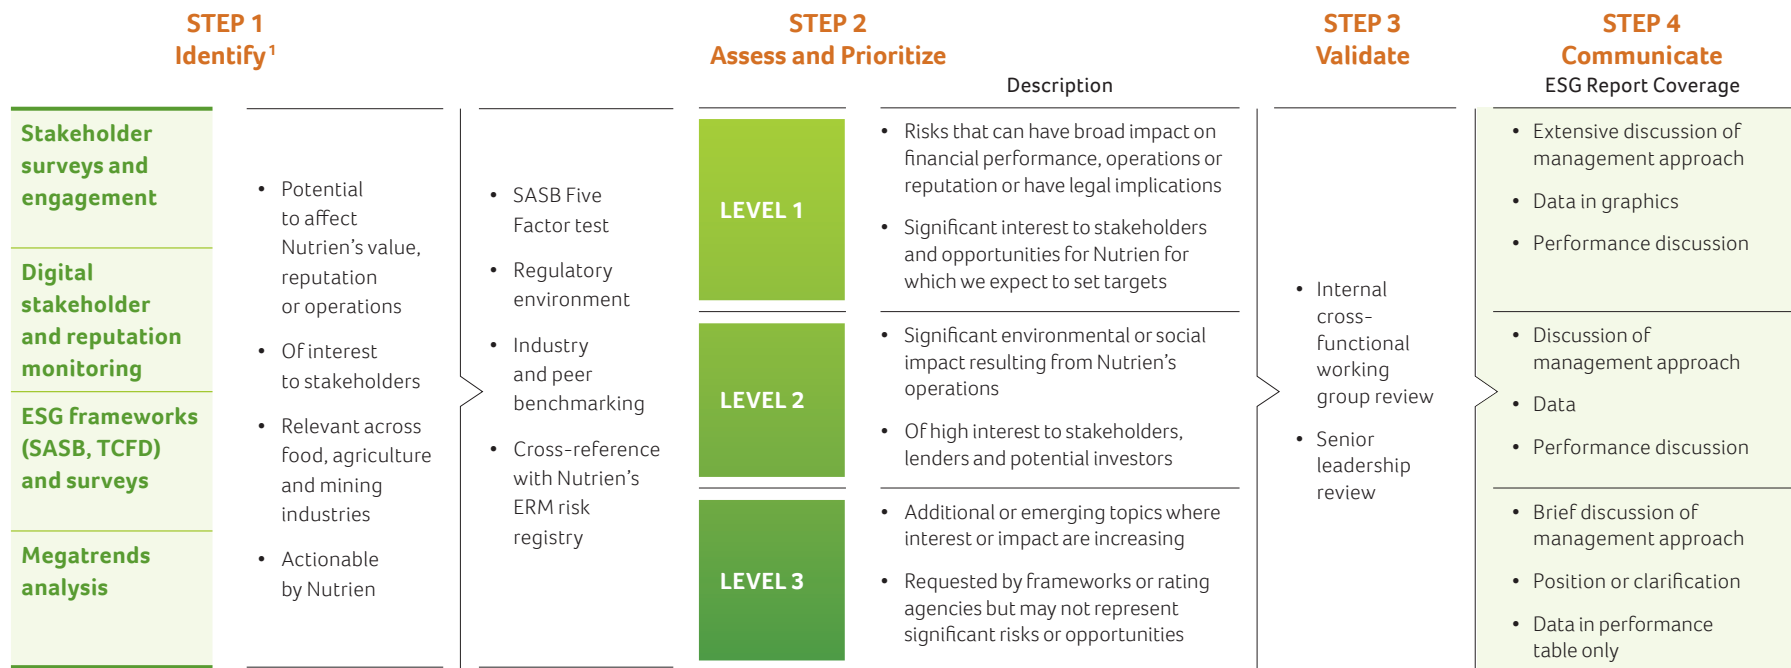 STEP 1
Identify¹
STEP 2
Assess and Prioritize
STEP 3
Validate
STEP 4
Communicate
Description
ESG Report Coverage
Stakeholder
surveys and
engagement
Digital
stakeholder
and reputation
monitoring
ESG frameworks
(SASB, TCFD)
and surveys
Megatrends
analysis
• Potential
to affect
Nutrien’s value,
reputation
or operations
• Of interest
to stakeholders
• Relevant across
food, agriculture
and mining
industries
• Actionable
by Nutrien
• SASB Five
Factor test
• Regulatory
environment
• Industry
and peer
benchmarking
• Cross-reference
with Nutrien’s
ERM risk
registry
LEVEL 1
• Risks that can have broad impact on
financial performance, operations or
reputation or have legal implications
• Significant interest to stakeholders
and opportunities for Nutrien for
which we expect to set targets
LEVEL 2
• Significant environmental or social
impact resulting from Nutrien’s
operations
• Of high interest to stakeholders,
lenders and potential investors
LEVEL 3
• Additional or emerging topics where
interest or impact are increasing
• Requested by frameworks or rating
agencies but may not represent
significant risks or opportunities
• Internal
cross-
functional
working
group review
• Senior
leadership
review
• Extensive discussion of
management approach
• Data in graphics
• Performance discussion
• Discussion of
management approach
• Data
• Performance discussion
• Brief discussion of
management approach
• Position or clarification
• Data in performance
table only